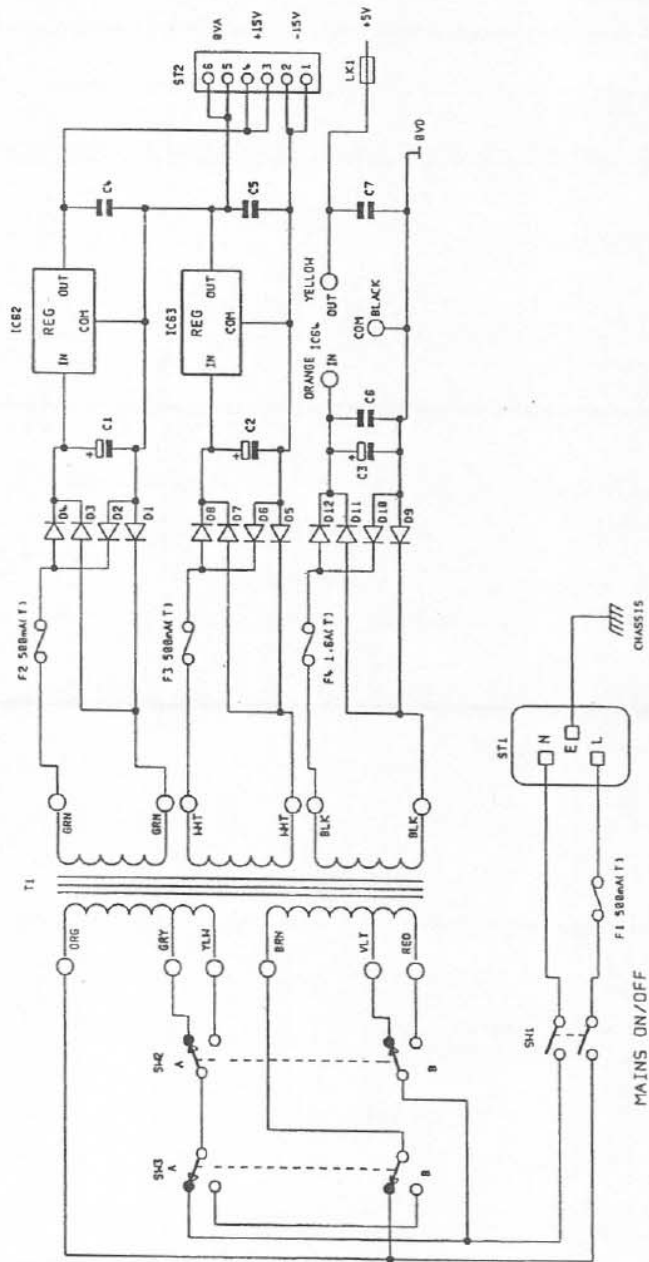 T1
ORG
GRY
YLW
BRN
VLT
RED
SW2
A
B
SW3
A
B
GRN
GRN
WHT
WHT
BLK
BLK
F2 500mA(T)
F3 500mA(T)
F4 1.6A(T)
D4
D3
D2
D1
D8
D7
D6
D5
D12
D11
D10
D9
+
C1
+
C2
+
C3
C6
IC62
REG
IN
OUT
COM
IC63
REG
IN
OUT
COM
ORANGE
IC64
IN
YELLOW
OUT
COM
BLACK
C4
C5
C7
ST2
6
5
4
3
2
1
0VA
+15V
-15V
LK1
+5V
0VD
ST1
N
E
L
CHASSIS
F1 500mA(T)
SW1
MAINS ON/OFF